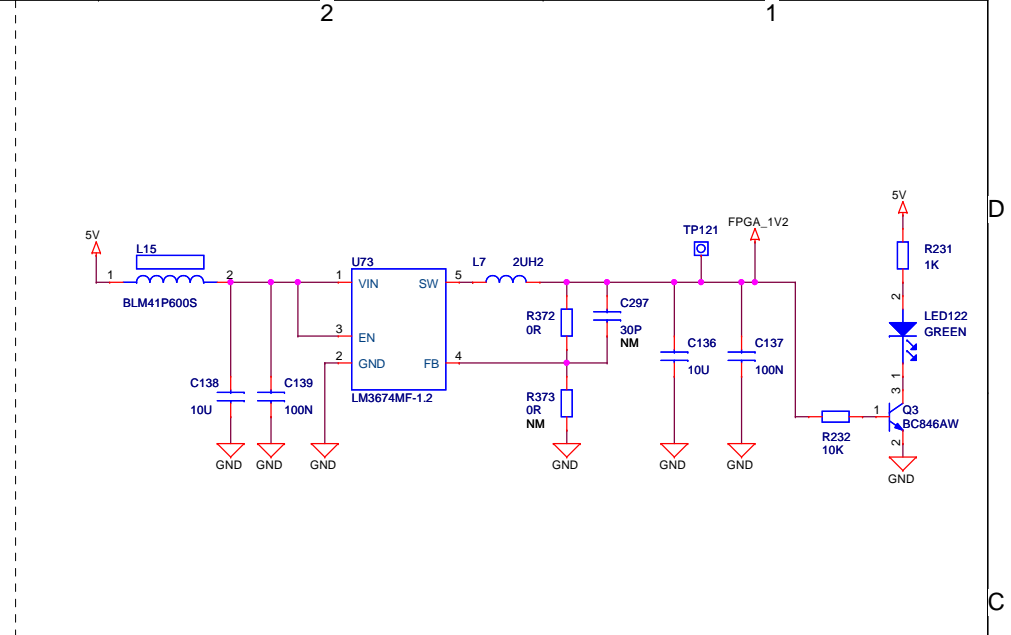 2
1
D
5V
L15
1
2
BLM41P600S
U73
1
VIN
SW
5
3
EN
2
GND
FB
4
LM3674MF-1.2
C138
10U
C139
100N
GND
GND
GND
L7
2UH2
R372
0R
C297
30P
NM
R373
0R
NM
GND
TP121
FPGA_1V2
C136
10U
C137
100N
GND
GND
5V
R231
1K
2
LED122
GREEN
1
3
1
Q3
BC846AW
2
R232
10K
GND
C